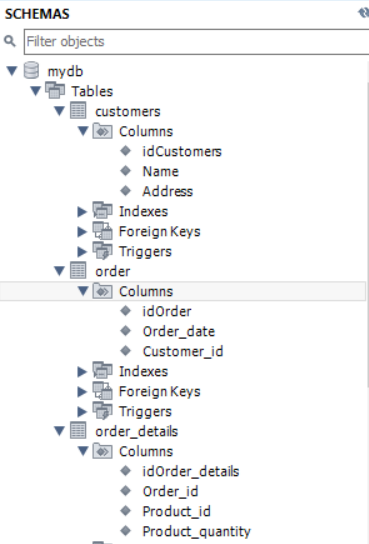 SCHEMAS
Filter objects
mydb
Tables
customers
Columns
idCustomers
Name
Address
Indexes
Foreign Keys
Triggers
order
Columns
idOrder
Order_date
Customer_id
Indexes
Foreign Keys
Triggers
order_details
Columns
idOrder_details
Order_id
Product_id
Product_quantity